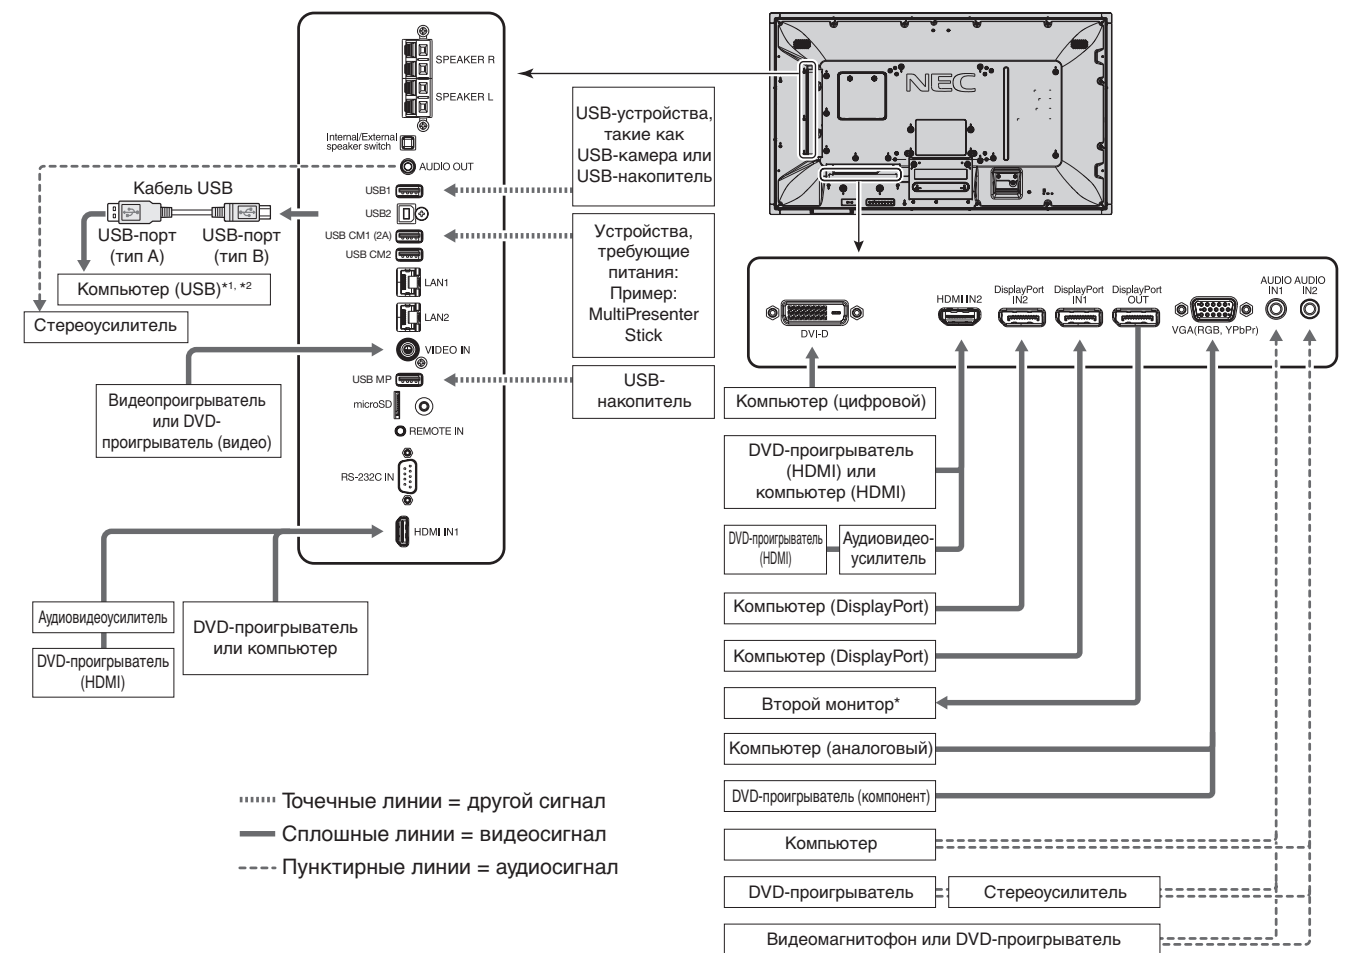 SPEAKER R
SPEAKER L
Internal/External
speaker switch
AUDIO OUT
USB1
USB2
USB CM1 (2A)
USB CM2
LAN1
LAN2
VIDEO IN
USB MP
microSD
REMOTE IN
RS-232C IN
HDMI IN1
Кабель USB
USB-порт
(тип A)
USB-порт
(тип B)
Компьютер (USB)*1, *2
Стереоусилитель
Видеопроигрыватель
или DVD-
проигрыватель (видео)
Аудиовидеоусилитель
DVD-проигрыватель
(HDMI)
DVD-проигрыватель
или компьютер
USB-устройства,
такие как
USB-камера или
USB-накопитель
Устройства,
требующие
питания:
Пример:
MultiPresenter
Stick
USB-
накопитель
NEC
DVI-D
HDMI IN2
DisplayPort
IN2
DisplayPort
IN1
DisplayPort
OUT
VGA(RGB, YPbPr)
AUDIO
IN1
AUDIO
IN2
Компьютер (цифровой)
DVD-проигрыватель
(HDMI) или
компьютер (HDMI)
DVD-проигрыватель
(HDMI)
Аудиовидео-
усилитель
Компьютер (DisplayPort)
Компьютер (DisplayPort)
Второй монитор*
Компьютер (аналоговый)
DVD-проигрыватель (компонент)
Компьютер
DVD-проигрыватель
Стереоусилитель
Видеомагнитофон или DVD-проигрыватель
Точечные линии = другой сигнал
Сплошные линии = видеосигнал
Пунктирные линии = аудиосигнал